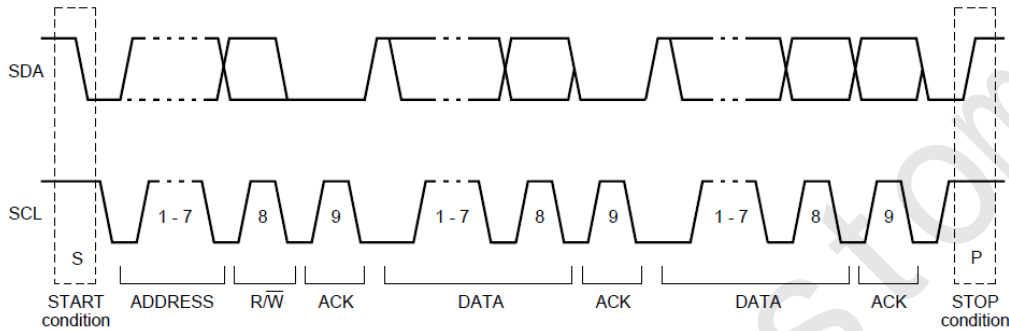 SDA
SCL
1 - 7
8
9
1 - 7
8
9
1 - 7
8
9
S
P
START
condition
ADDRESS
R/W̅
ACK
DATA
ACK
DATA
ACK
STOP
condition